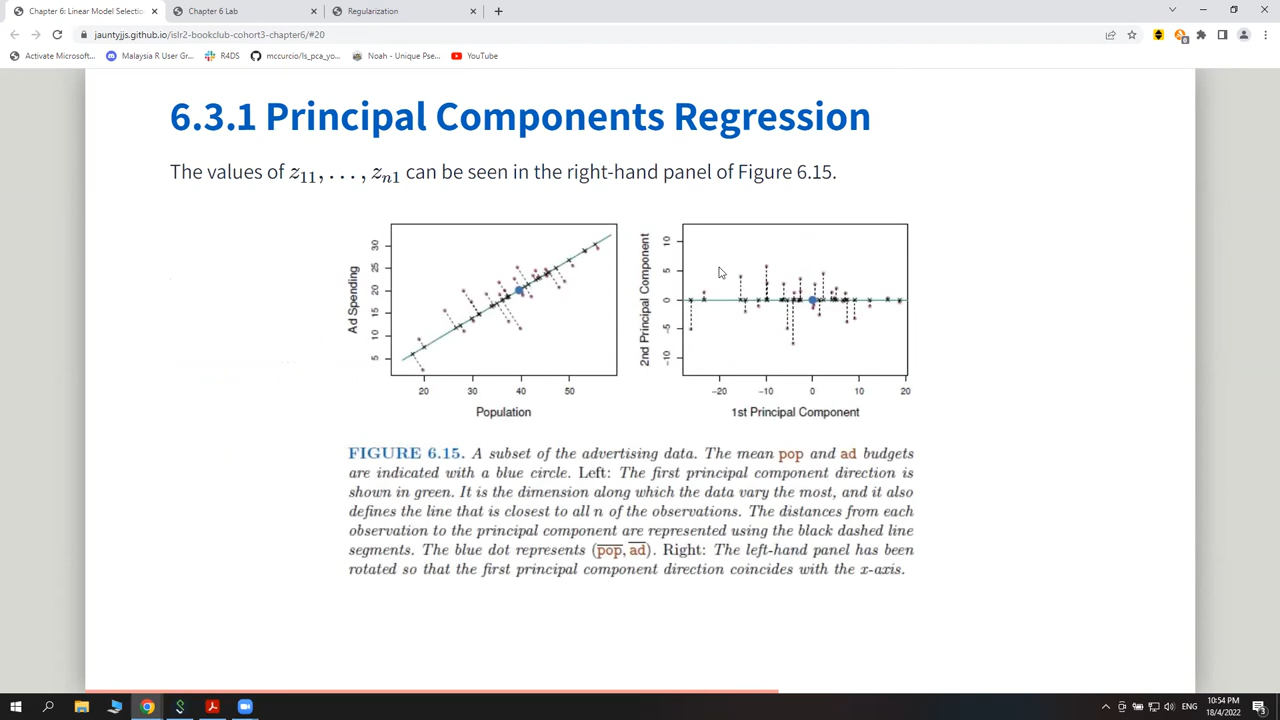 Chapter 6: Linear Model Selectio
Chapter 6 Lab
Regularization
jauntyjjs.github.io/islr2-bookclub-cohort3-chapter6/#20
Activate Microsoft...
Malaysia R User Gr...
R4DS
mccurcio/ls_pca_yo...
Noah - Unique Pse...
YouTube
6.3.1 Principal Components Regression
The values of z11, . . . , zn1 can be seen in the right-hand panel of Figure 6.15.
Ad Spending
30
25
20
15
10
5
20 30 40 50
Population
2nd Principal Component
10
5
0
−5
−10
−20 −10 0 10 20
1st Principal Component
FIGURE 6.15. A subset of the advertising data. The mean pop and ad budgets
are indicated with a blue circle. Left: The first principal component direction is
shown in green. It is the dimension along which the data vary the most, and it also
defines the line that is closest to all n of the observations. The distances from each
observation to the principal component are represented using the black dashed line
segments. The blue dot represents (pop, ad). Right: The left-hand panel has been
rotated so that the first principal component direction coincides with the x-axis.
ENG
10:54 PM
18/4/2022